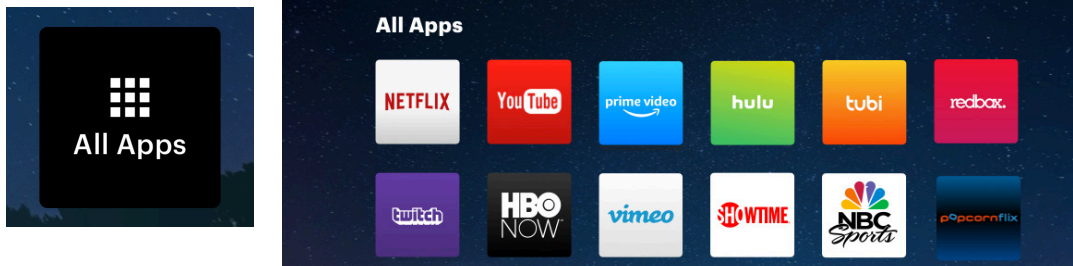 All Apps
All Apps
NETFLIX
YouTube
prime video
hulu
tubi
redbox.
twitch
HBO
NOW
vimeo
SHOWTIME
NBC
Sports
popcornflix